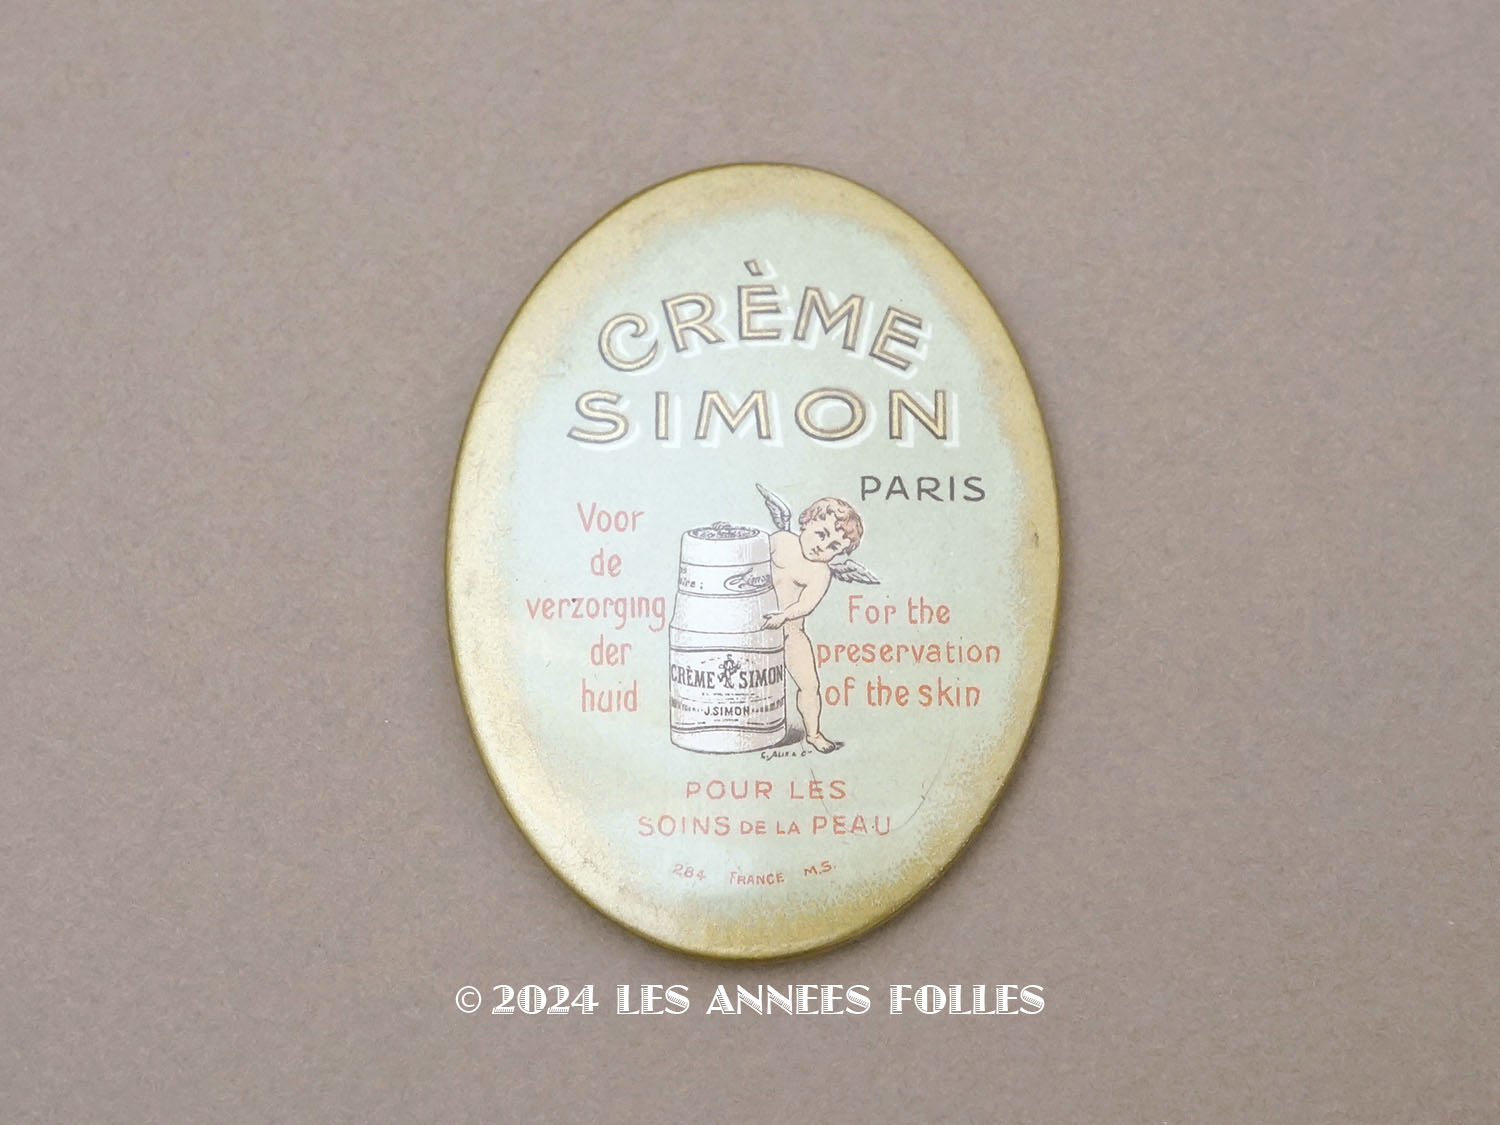 CRÈME
SIMON
PARIS
Voor
de
verzorging
der
huid
For the
preservation
of the skin
Simon
CRÈME SIMON
J. SIMON
POUR LES
SOINS DE LA PEAU
284 FRANCE M.S.
© 2024 LES ANNEES FOLLES